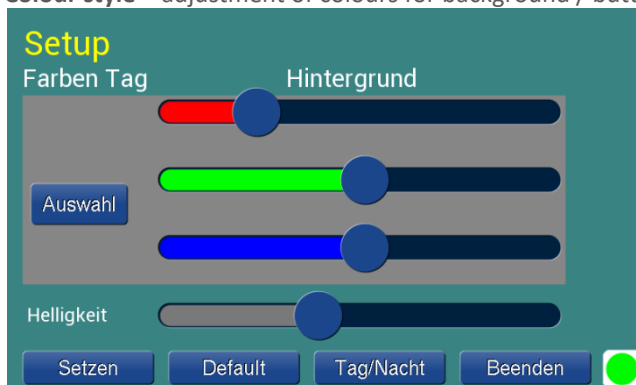 Colour style – adjustment of colours for background / butt
Setup
Farben Tag Hintergrund
Auswahl
Helligkeit
Setzen Default Tag/Nacht Beenden